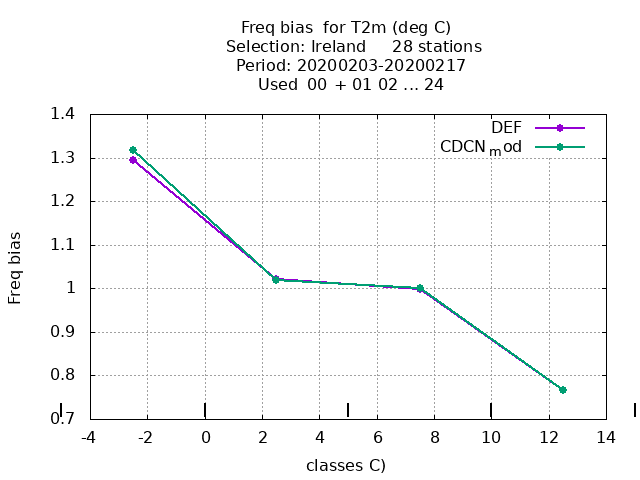 Freq bias  for T2m (deg C)
Selection: Ireland     28 stations
Period: 20200203-20200217
Used  00  + 01 02 ... 24
DEF
CDCN_mod
Freq bias
1.4
1.3
1.2
1.1
1
0.9
0.8
0.7
-4 -2 0 2 4 6 8 10 12 14
classes C)